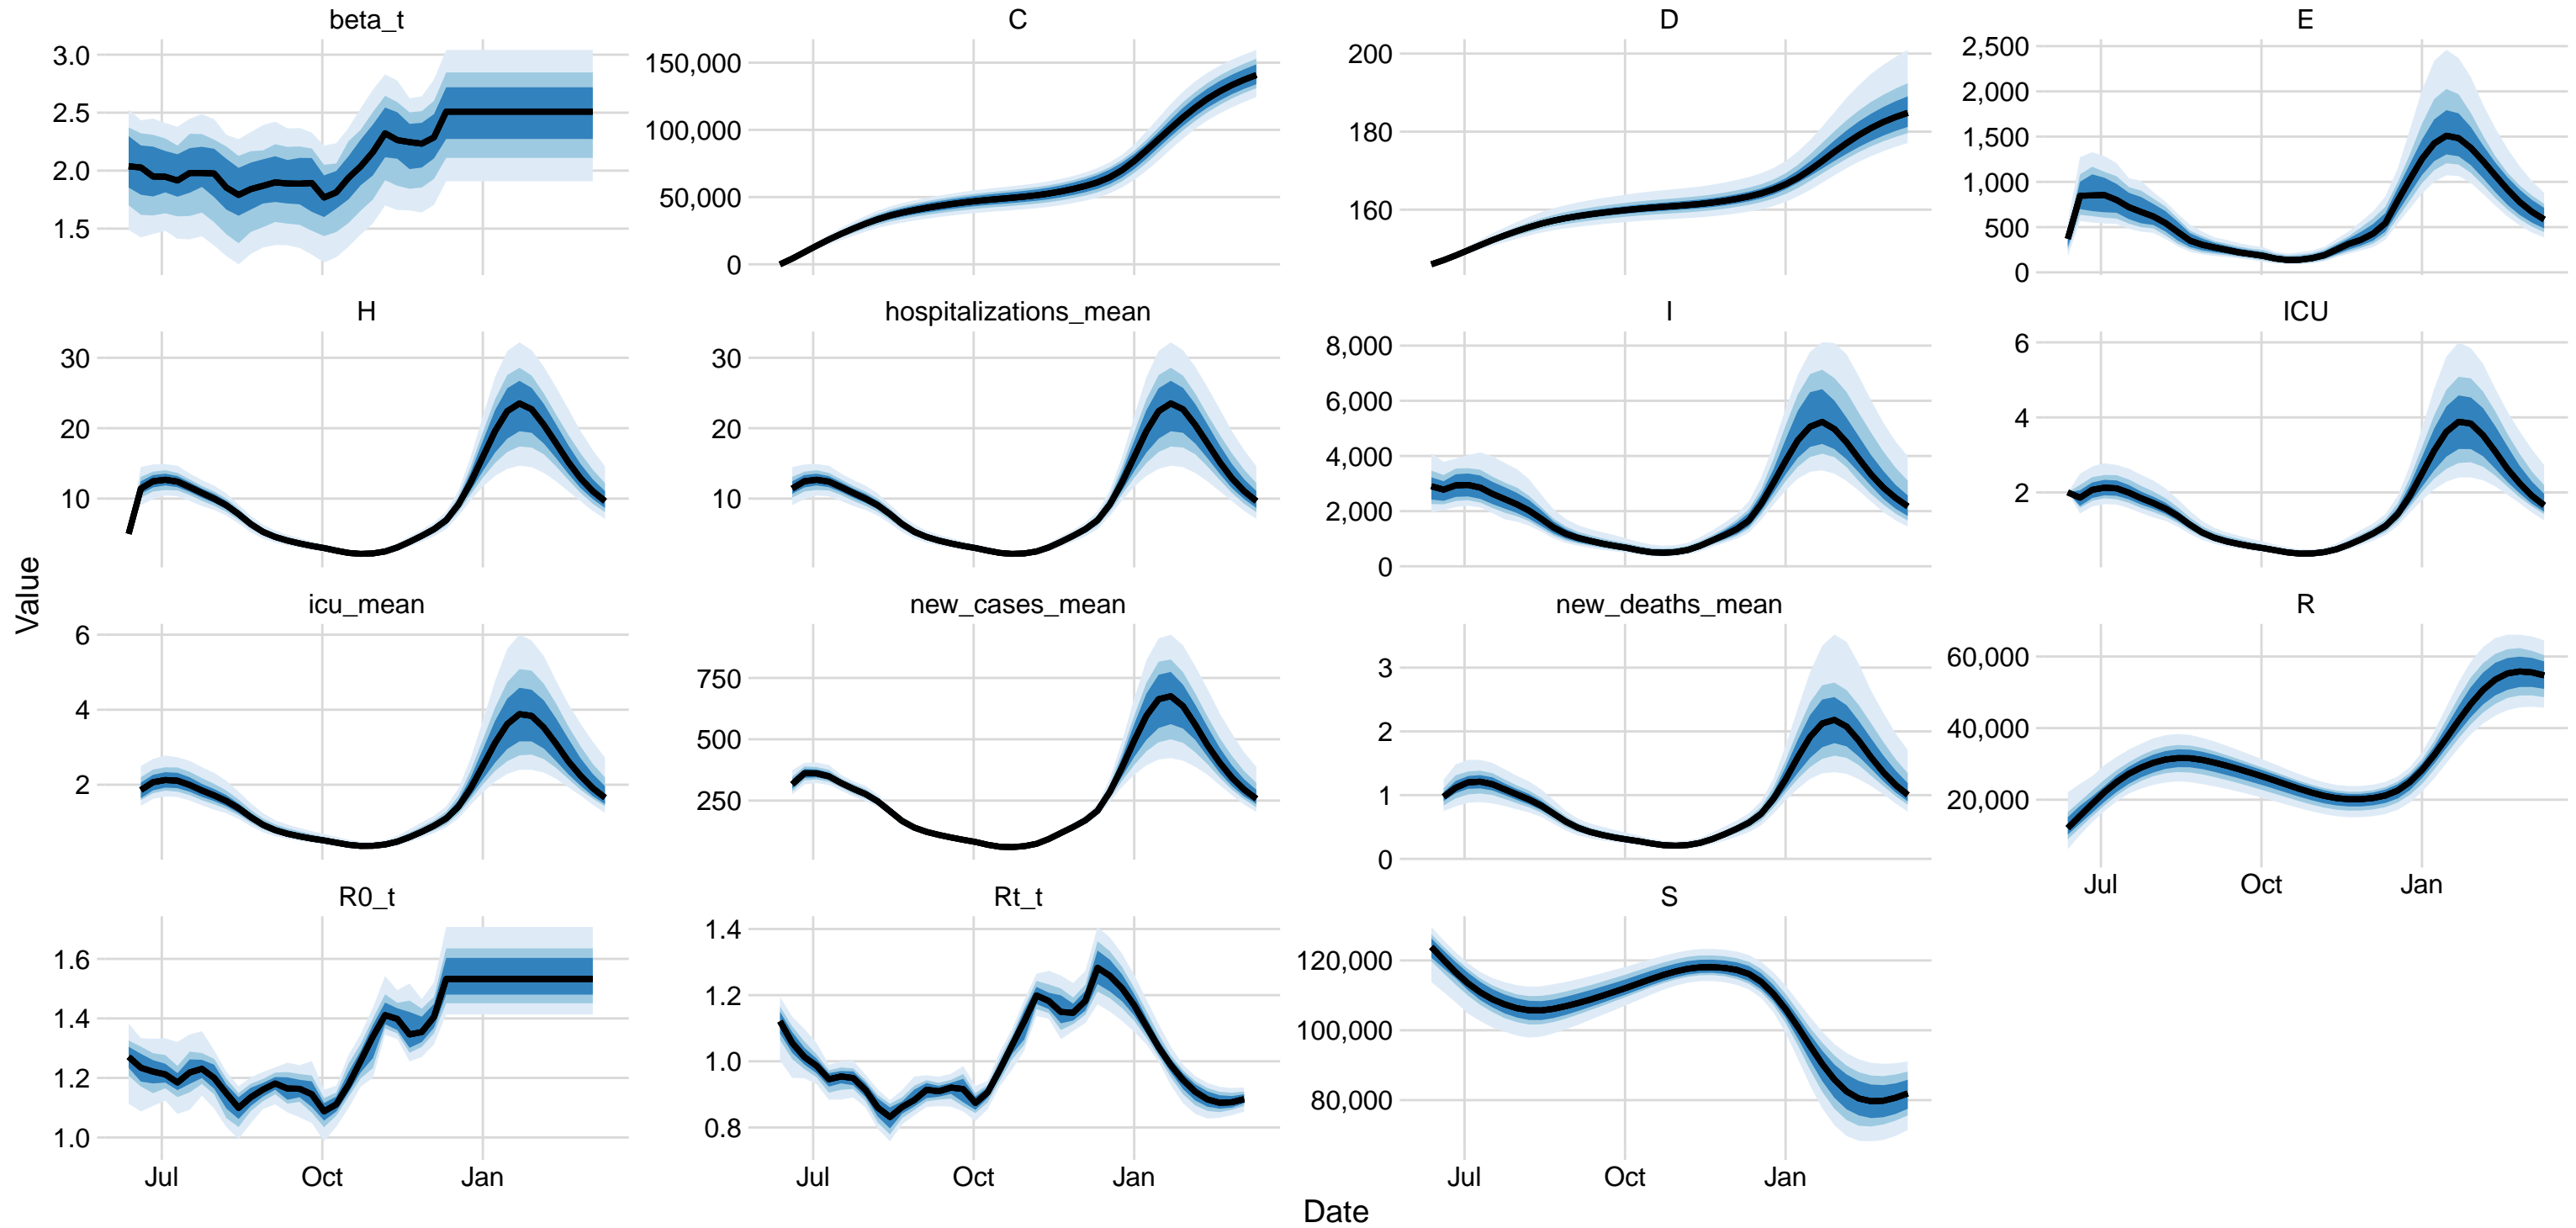 beta_t
C
D
E
3.0
2.5
2.0
1.5
150,000
100,000
50,000
0
200
180
160
2,500
2,000
1,500
1,000
500
0
H
hospitalizations_mean
I
ICU
30
20
10
30
20
10
8,000
6,000
4,000
2,000
0
6
4
2
Value
icu_mean
new_cases_mean
new_deaths_mean
R
6
4
2
750
500
250
3
2
1
0
60,000
40,000
20,000
Jul Oct Jan
R0_t
Rt_t
S
1.6
1.4
1.2
1.0
1.4
1.2
1.0
0.8
120,000
100,000
80,000
Jul Oct Jan
Jul Oct Jan
Jul Oct Jan
Date